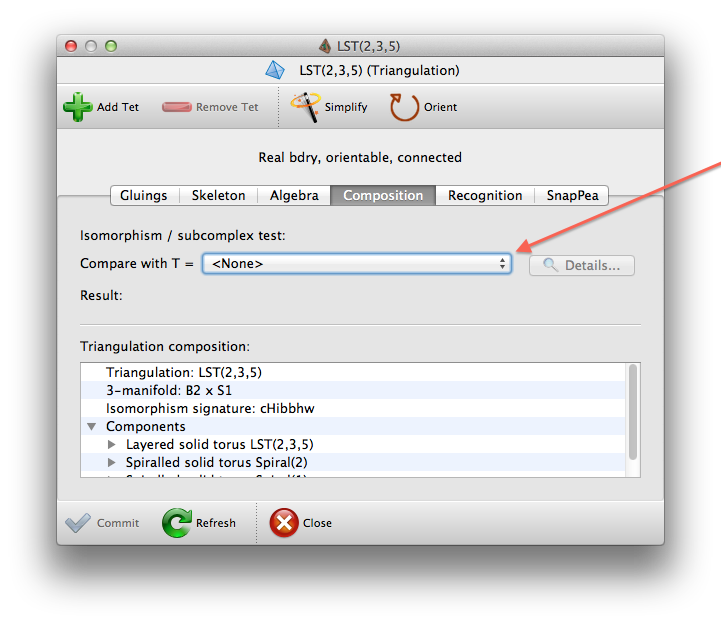 LST(2,3,5)
LST(2,3,5) (Triangulation)
Add Tet Remove Tet Simplify Orient
Real bdry, orientable, connected
Gluings Skeleton Algebra Composition Recognition SnapPea
Isomorphism / subcomplex test:
Compare with T = <None> Details...
Result:
Triangulation composition:
Triangulation: LST(2,3,5)
3-manifold: B2 x S1
Isomorphism signature: cHibbhw
Components
Layered solid torus LST(2,3,5)
Spiralled solid torus Spiral(2)
Commit Refresh Close